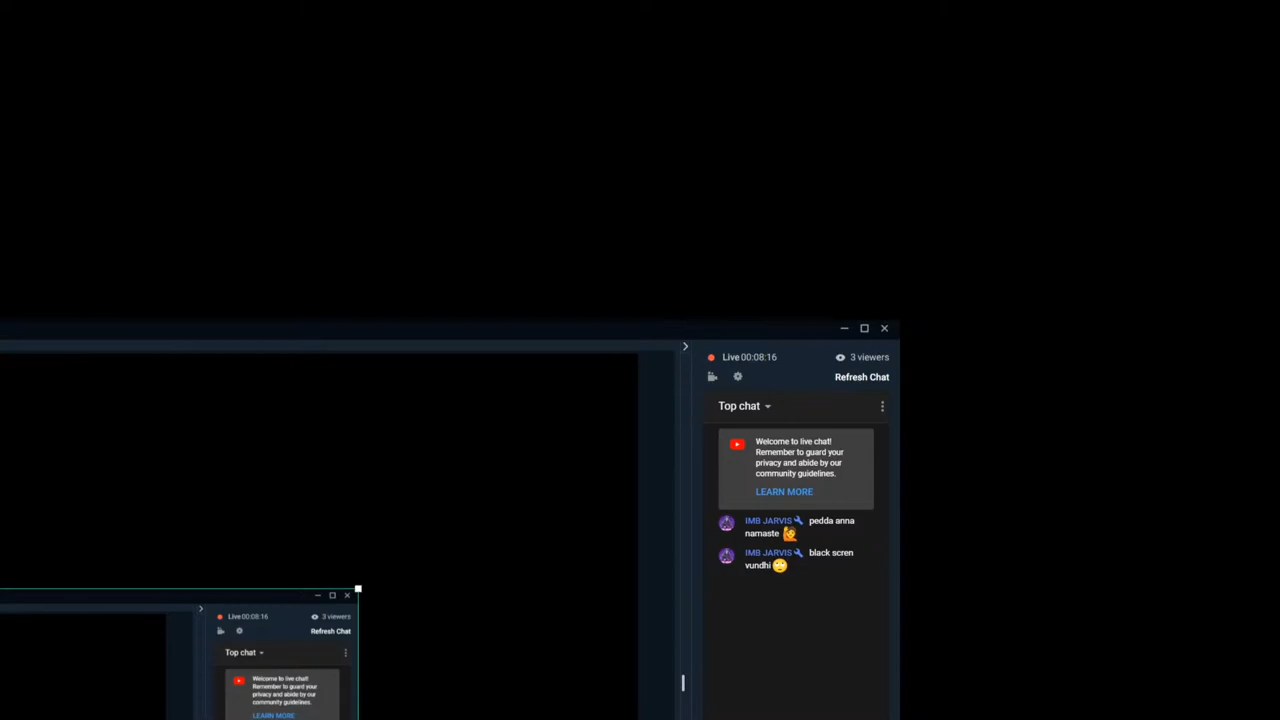 Live 00:08:16 3 viewers
Refresh Chat
Top chat
Welcome to live chat!
Remember to guard your
privacy and abide by our
community guidelines.
LEARN MORE
IMB JARVIS pedda anna
namaste 🙋
IMB JARVIS black scren
vundhi🙄
Live 00:08:16 3 viewers
Refresh Chat
Top chat
Welcome to live chat!
Remember to guard your
privacy and abide by our
community guidelines.
LEARN MORE